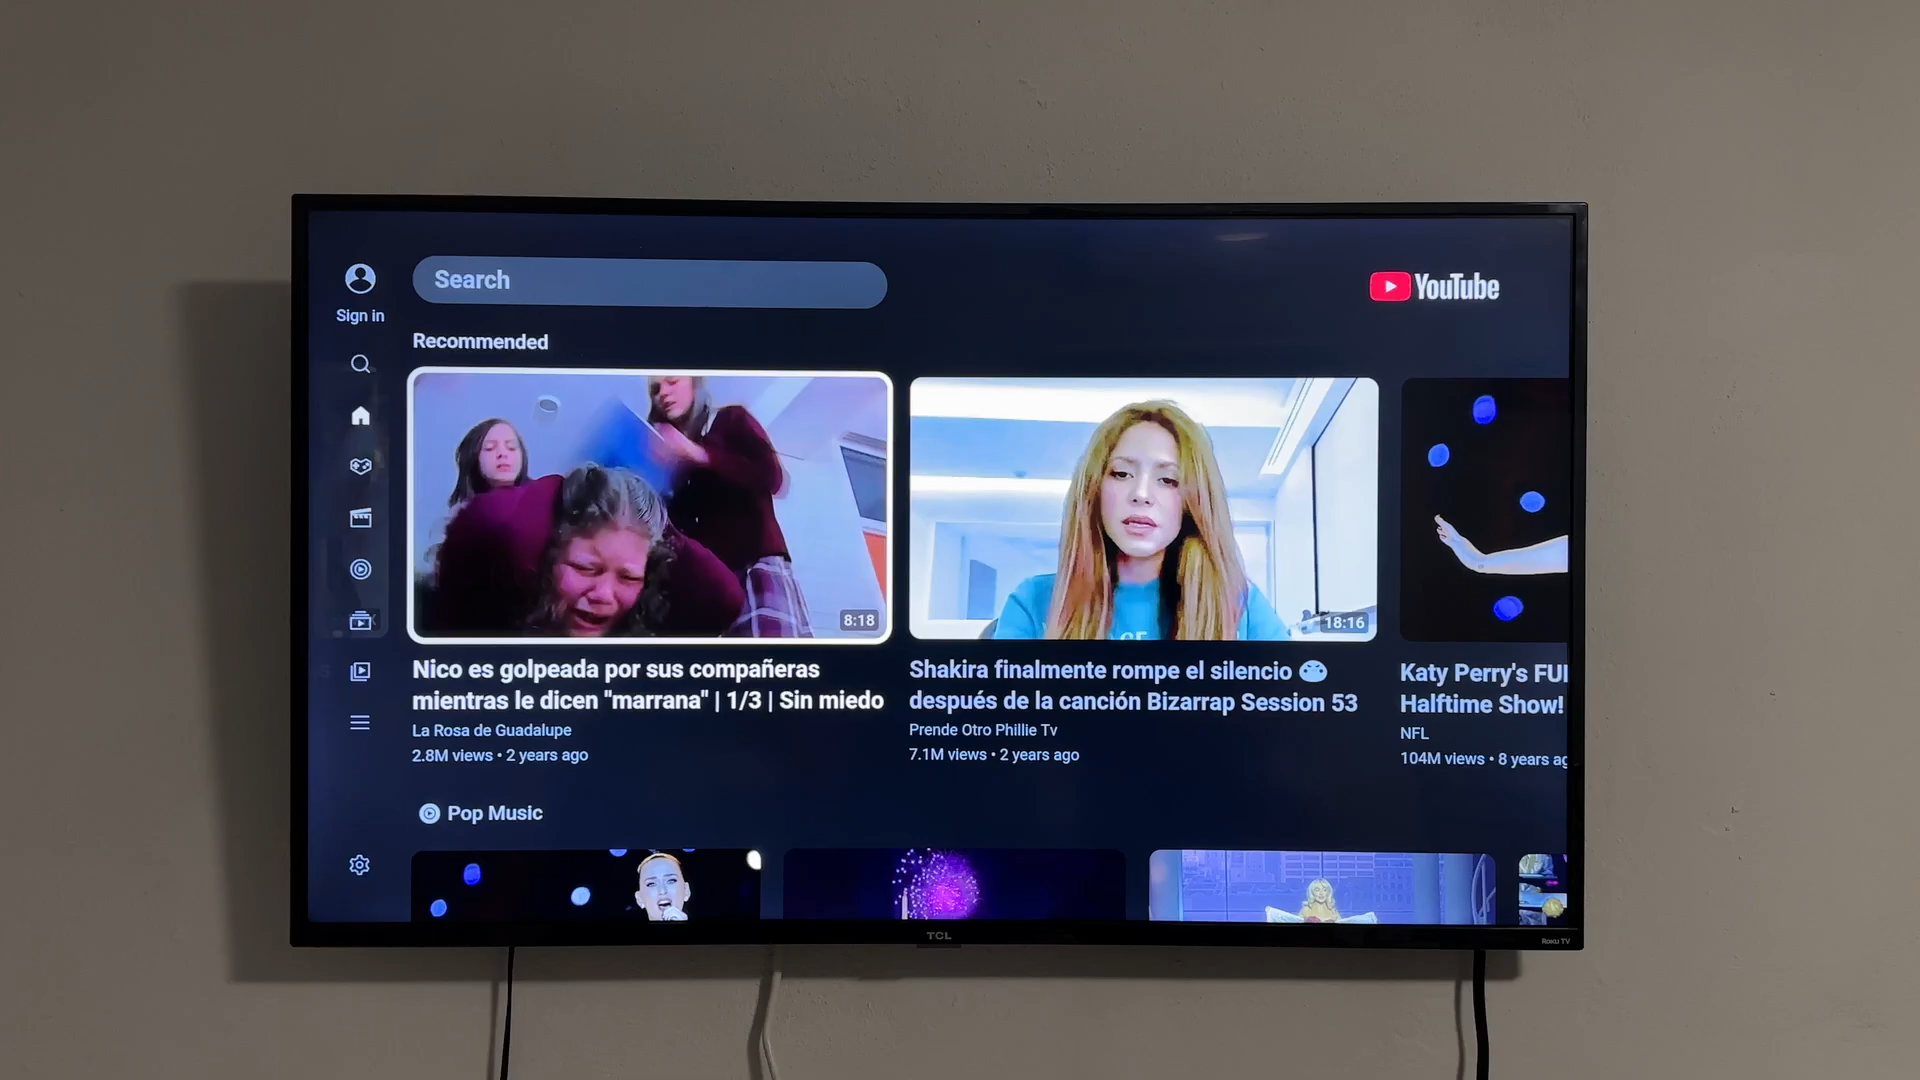 Search
YouTube
Sign in
Recommended
8:18
18:16
Nico es golpeada por sus compañeras
mientras le dicen "marrana" | 1/3 | Sin miedo
La Rosa de Guadalupe
2.8M views • 2 years ago
Shakira finalmente rompe el silencio
después de la canción Bizarrap Session 53
Prende Otro Phillie Tv
7.1M views • 2 years ago
Katy Perry's FUL
Halftime Show!
NFL
104M views • 8 years ag
Pop Music
TCL
Roku TV